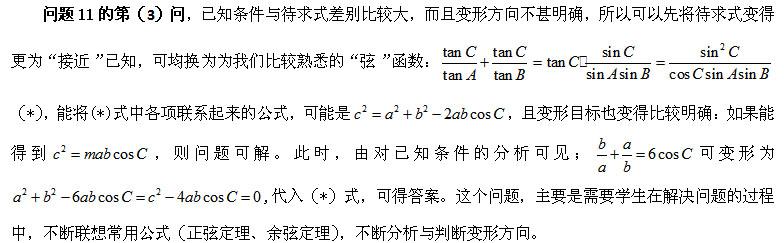 问题11的第（3）问，已知条件与待求式差别比较大，而且变形方向不甚明确，所以可以先将待求式变得
更为“接近”已知，可均换为为我们比较熟悉的“弦”函数：$\frac{\tan C}{\tan A}+\frac{\tan C}{\tan B}=\tan C\square\frac{\sin C}{\sin A\sin B}=\frac{\sin^2 C}{\cos C\sin A\sin B}$
（*），能将(*)式中各项联系起来的公式，可能是$c^2=a^2+b^2-2ab\cos C$，且变形目标也变得比较明确：如果能
得到$c^2=mab\cos C$，则问题可解。此时，由对已知条件的分析可见；$\frac{b}{a}+\frac{a}{b}=6\cos C$可变形为
$a^2+b^2-6ab\cos C=c^2-4ab\cos C=0$,代入（*）式，可得答案。这个问题，主要是需要学生在解决问题的过程
中，不断联想常用公式（正弦定理、余弦定理），不断分析与判断变形方向。